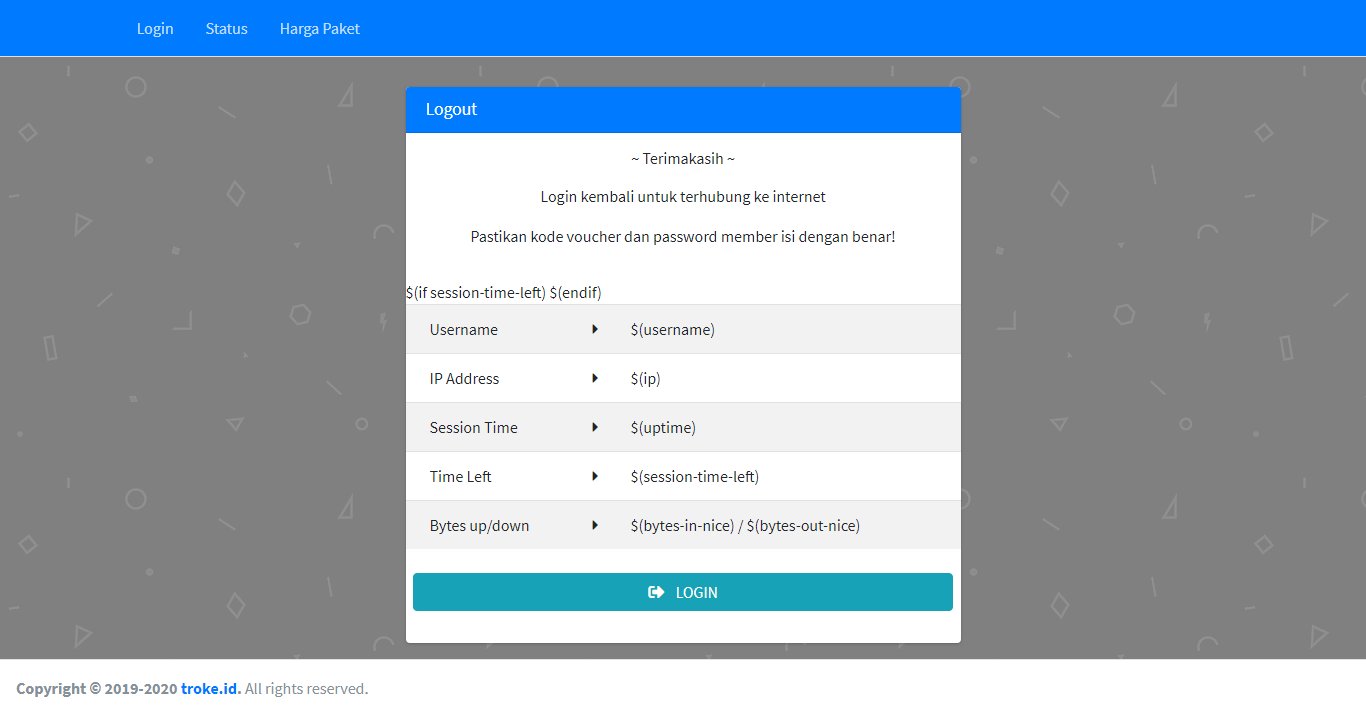 Login Status Harga Paket
Logout
~ Terimakasih ~
Login kembali untuk terhubung ke internet
Pastikan kode voucher dan password member isi dengan benar!
$(if session-time-left) $(endif)
Username $(username)
IP Address $(ip)
Session Time $(uptime)
Time Left $(session-time-left)
Bytes up/down $(bytes-in-nice) / $(bytes-out-nice)
LOGIN
Copyright © 2019-2020 troke.id. All rights reserved.